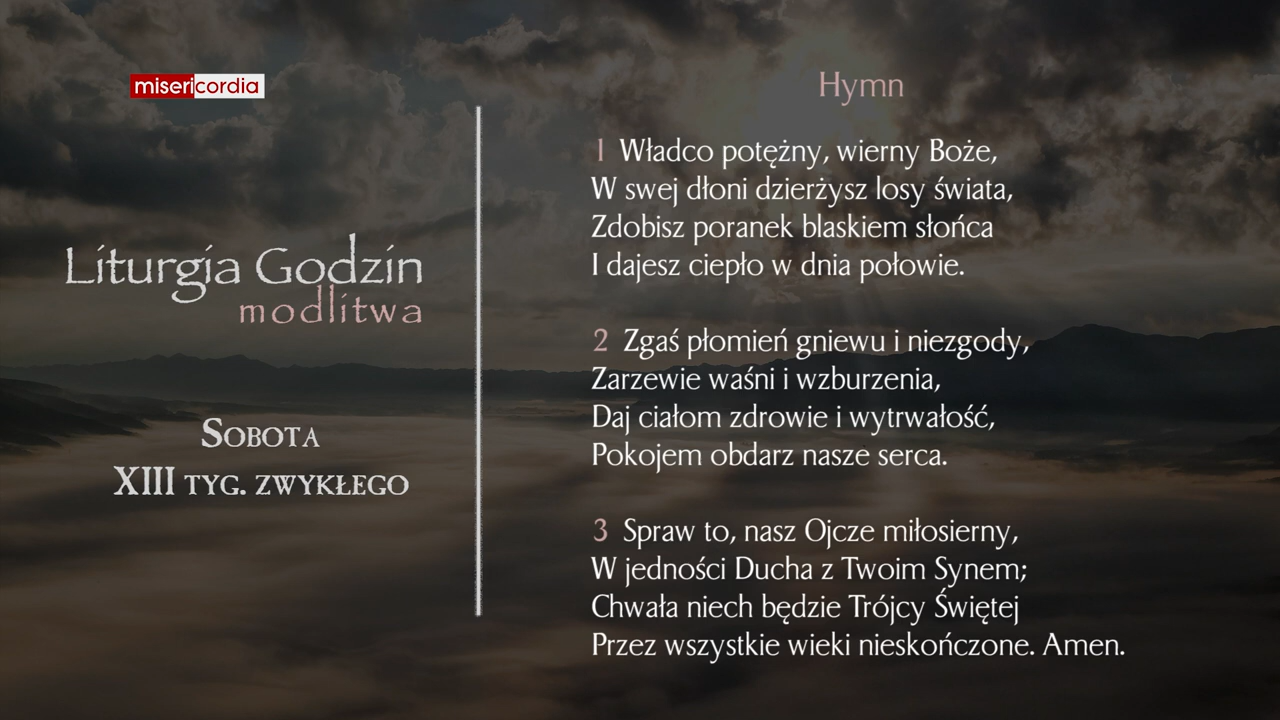 misericordia
Liturgia Godzin
modlitwa
Sobota
XIII tyg. zwykłego
Hymn
1 Władco potężny, wierny Boże,
W swej dłoni dzierżysz losy świata,
Zdobisz poranek blaskiem słońca
I dajesz ciepło w dnia połowie.
2 Zgaś płomień gniewu i niezgody,
Zarzewie waśni i wzburzenia,
Daj ciałom zdrowie i wytrwałość,
Pokojem obdarz nasze serca.
3 Spraw to, nasz Ojcze miłosierny,
W jedności Ducha z Twoim Synem;
Chwała niech będzie Trójcy Świętej
Przez wszystkie wieki nieskończone. Amen.